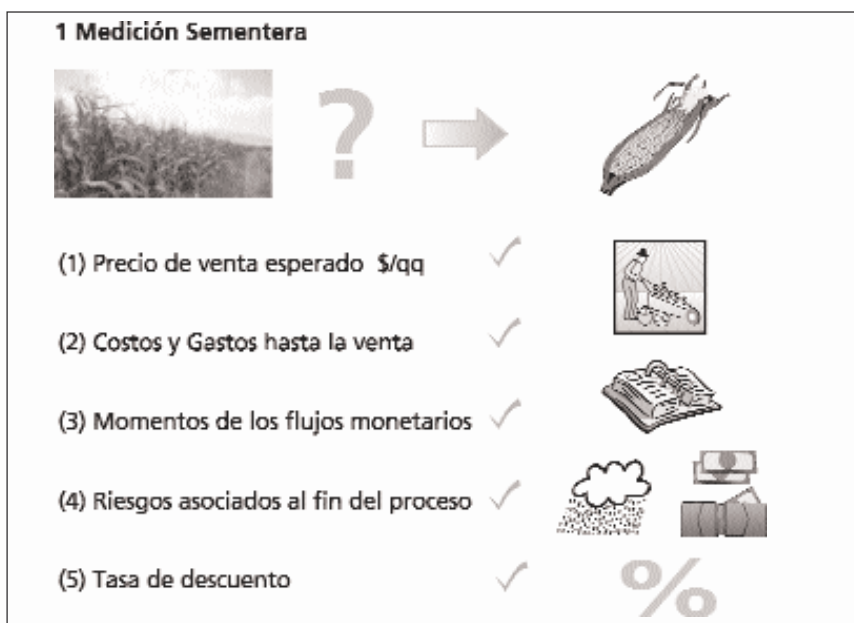 1 Medición Sementera
?
(1) Precio de venta esperado $/qq
(2) Costos y Gastos hasta la venta
(3) Momentos de los flujos monetarios
(4) Riesgos asociados al fin del proceso
(5) Tasa de descuento
%